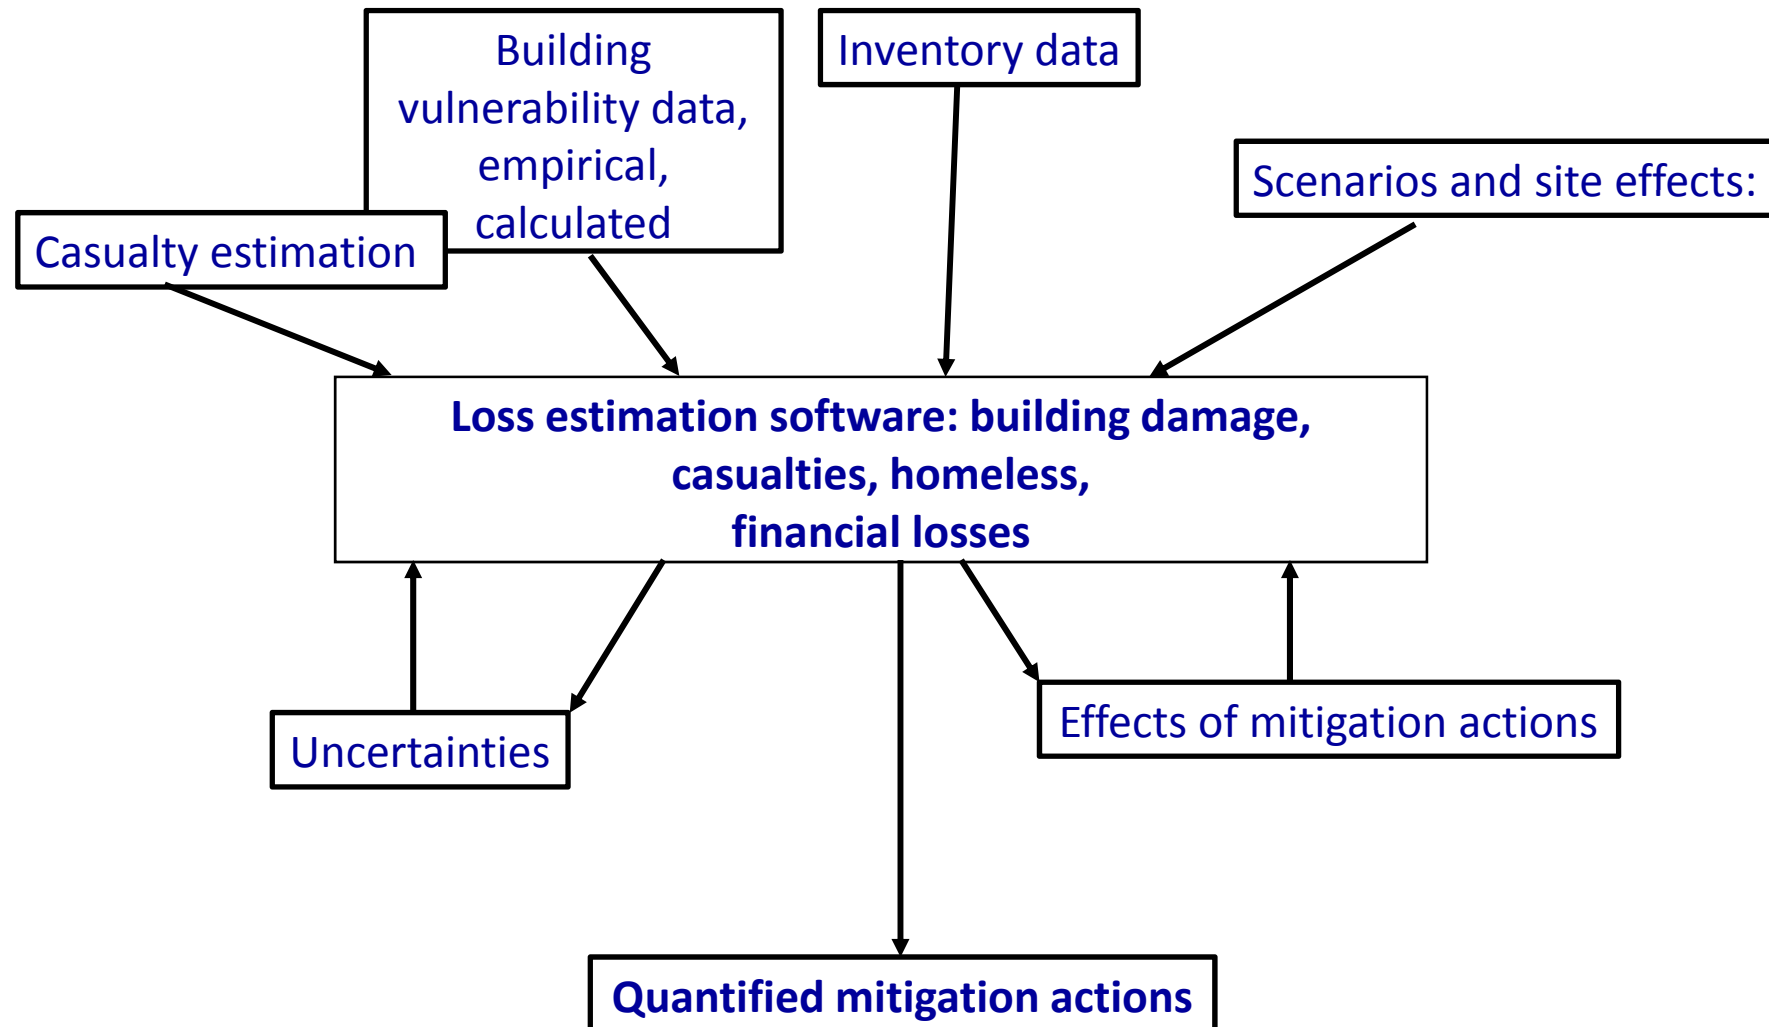 Building
vulnerability data,
empirical,
calculated
Inventory data
Scenarios and site effects:
Casualty estimation
Loss estimation software: building damage,
casualties, homeless,
financial losses
Uncertainties
Effects of mitigation actions
Quantified mitigation actions